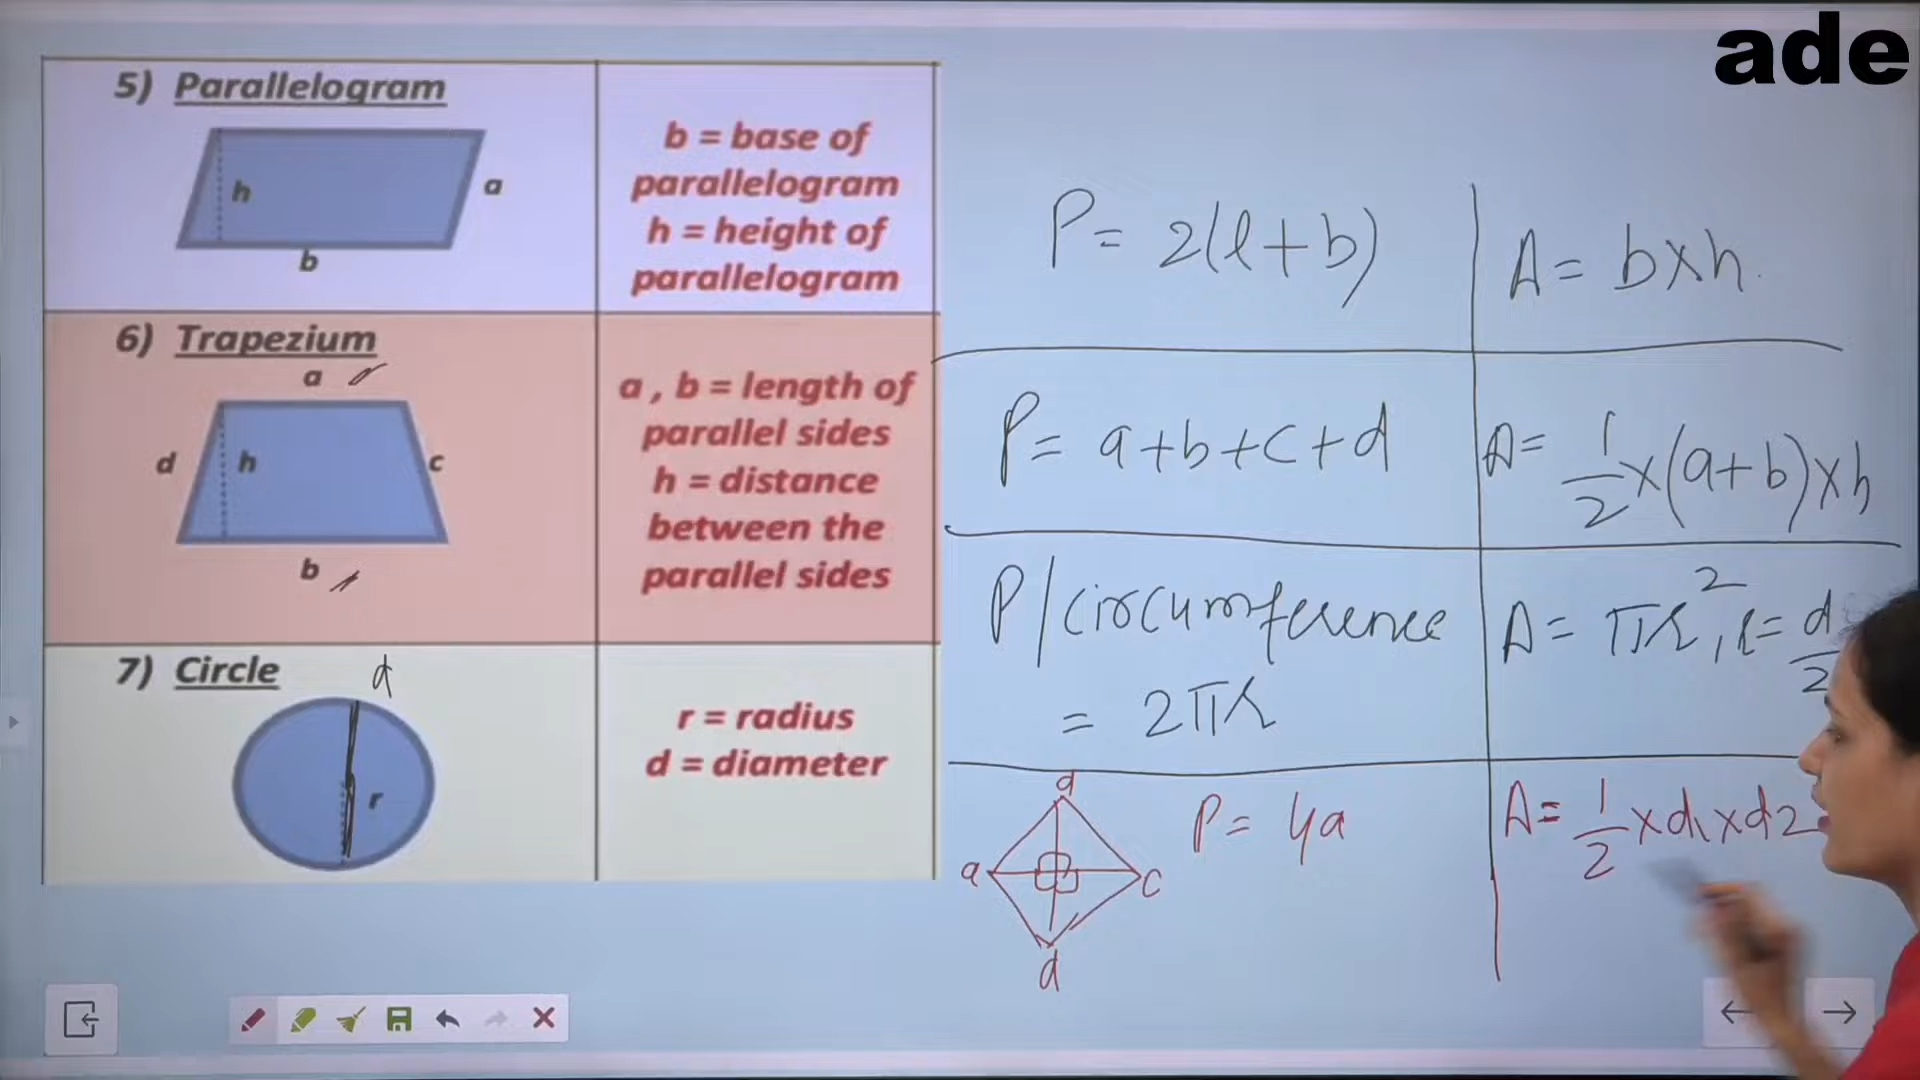 ade
5) Parallelogram
h
a
b
b = base of
parallelogram
h = height of
parallelogram
P = 2(l+b)
A = b×h.
6) Trapezium
a
d
h
c
b
a , b = length of
parallel sides
h = distance
between the
parallel sides
P = a+b+c+d
A = 1/2 ×(a+b)×h
7) Circle
d
r
r = radius
d = diameter
P/circumference
= 2πr
A = πr², r = d/2
d
a
c
d
P = 4a
A = 1/2 ×d1×d2